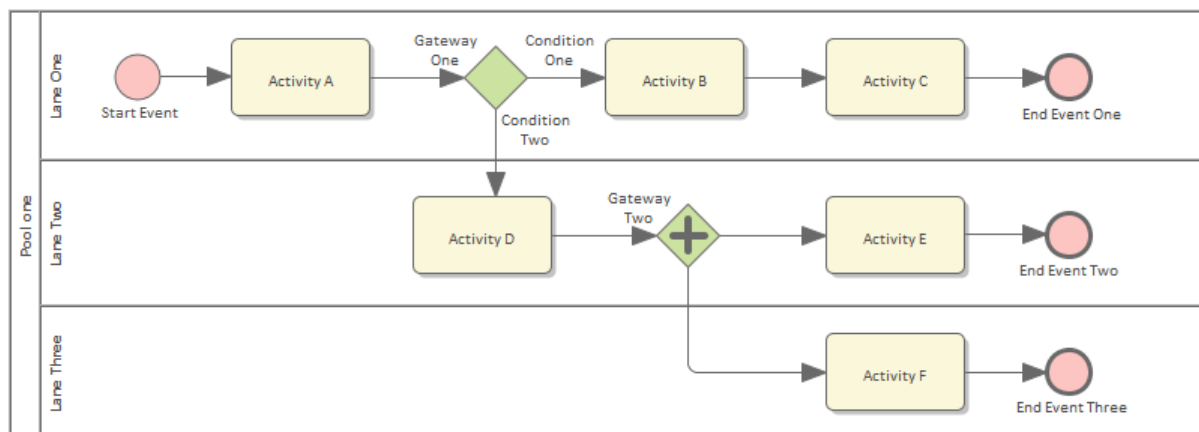 Pool one
Lane One
Start Event
Activity A
Gateway
One
Condition
One
Condition
Two
Activity B
Activity C
End Event One
Lane Two
Activity D
Gateway
Two
Activity E
End Event Two
Lane Three
Activity F
End Event Three